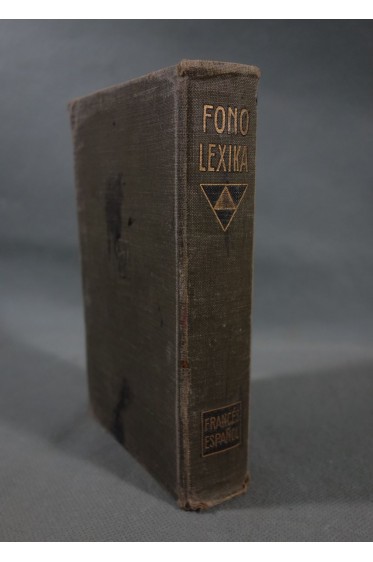 FONO
LEXIKA
FRANCÉS
ESPAÑOL